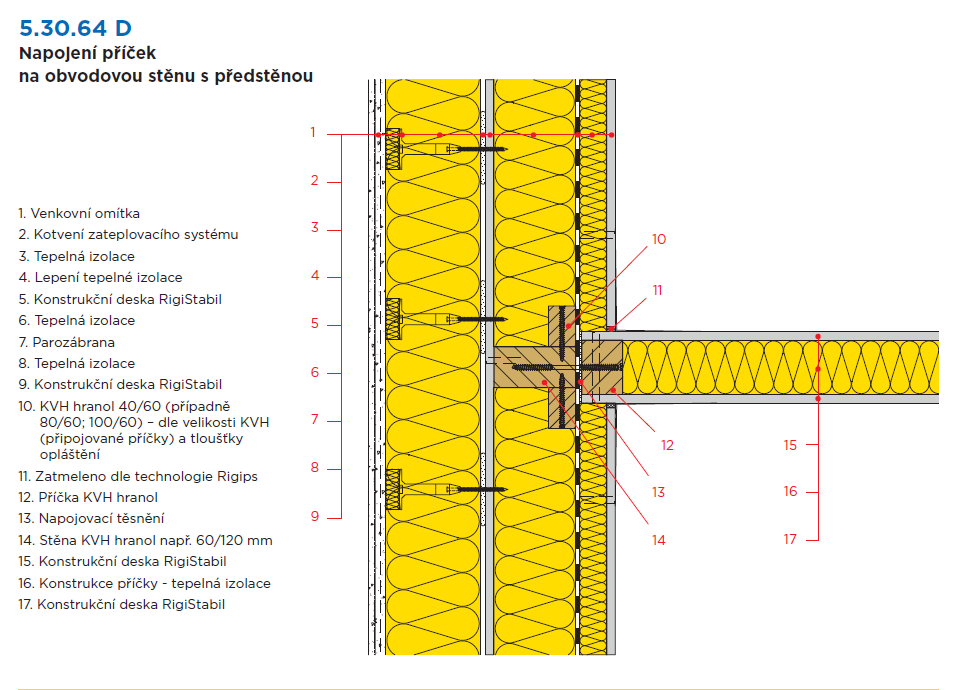 5.30.64 D
Napojení příček
na obvodovou stěnu s předstěnou
1
2
3
4
5
6
7
8
9
1. Venkovní omítka
2. Kotvení zateplovacího systému
3. Tepelná izolace
4. Lepení tepelné izolace
5. Konstrukční deska RigiStabil
6. Tepelná izolace
7. Parozábrana
8. Tepelná izolace
9. Konstrukční deska RigiStabil
10. KVH hranol 40/60 (případně
80/60; 100/60) – dle velikosti KVH
(připojované příčky) a tloušťky
opláštění
11. Zatmeleno dle technologie Rigips
12. Příčka KVH hranol
13. Napojovací těsnění
14. Stěna KVH hranol např. 60/120 mm
15. Konstrukční deska RigiStabil
16. Konstrukce příčky - tepelná izolace
17. Konstrukční deska RigiStabil
10
11
12
13
14
15
16
17